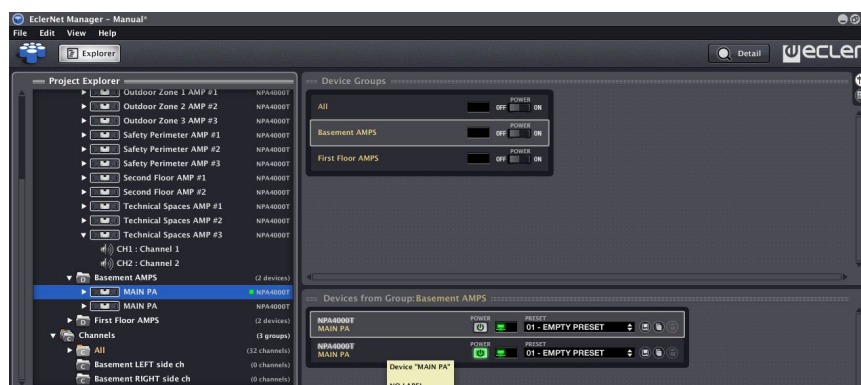 EclerNet Manager - Manual*
File Edit View Help
Explorer
Detail
ecler
Project Explorer
Outdoor Zone 1 AMP #1 NPA4000T
Outdoor Zone 2 AMP #2 NPA4000T
Outdoor Zone 3 AMP #3 NPA4000T
Safety Perimeter AMP #1 NPA4000T
Safety Perimeter AMP #2 NPA4000T
Safety Perimeter AMP #3 NPA4000T
Second Floor AMP #1 NPA4000T
Second Floor AMP #2 NPA4000T
Technical Spaces AMP #1 NPA4000T
Technical Spaces AMP #2 NPA4000T
Technical Spaces AMP #3 NPA4000T
CH1 : Channel 1
CH2 : Channel 2
Basement AMPS (2 devices)
MAIN PA NPA4000T
MAIN PA NPA4000T
First Floor AMPS (2 devices)
Channels (3 groups)
All (32 channels)
Basement LEFT side ch (0 channels)
Basement RIGHT side ch (0 channels)
Device Groups
All OFF POWER ON
Basement AMPS OFF POWER ON
First Floor AMPS OFF POWER ON
Devices from Group:Basement AMPS
NPA4000T POWER PRESET
MAIN PA 01 - EMPTY PRESET
NPA4000T POWER PRESET
MAIN PA 01 - EMPTY PRESET
Device "MAIN PA"
NO LABEL